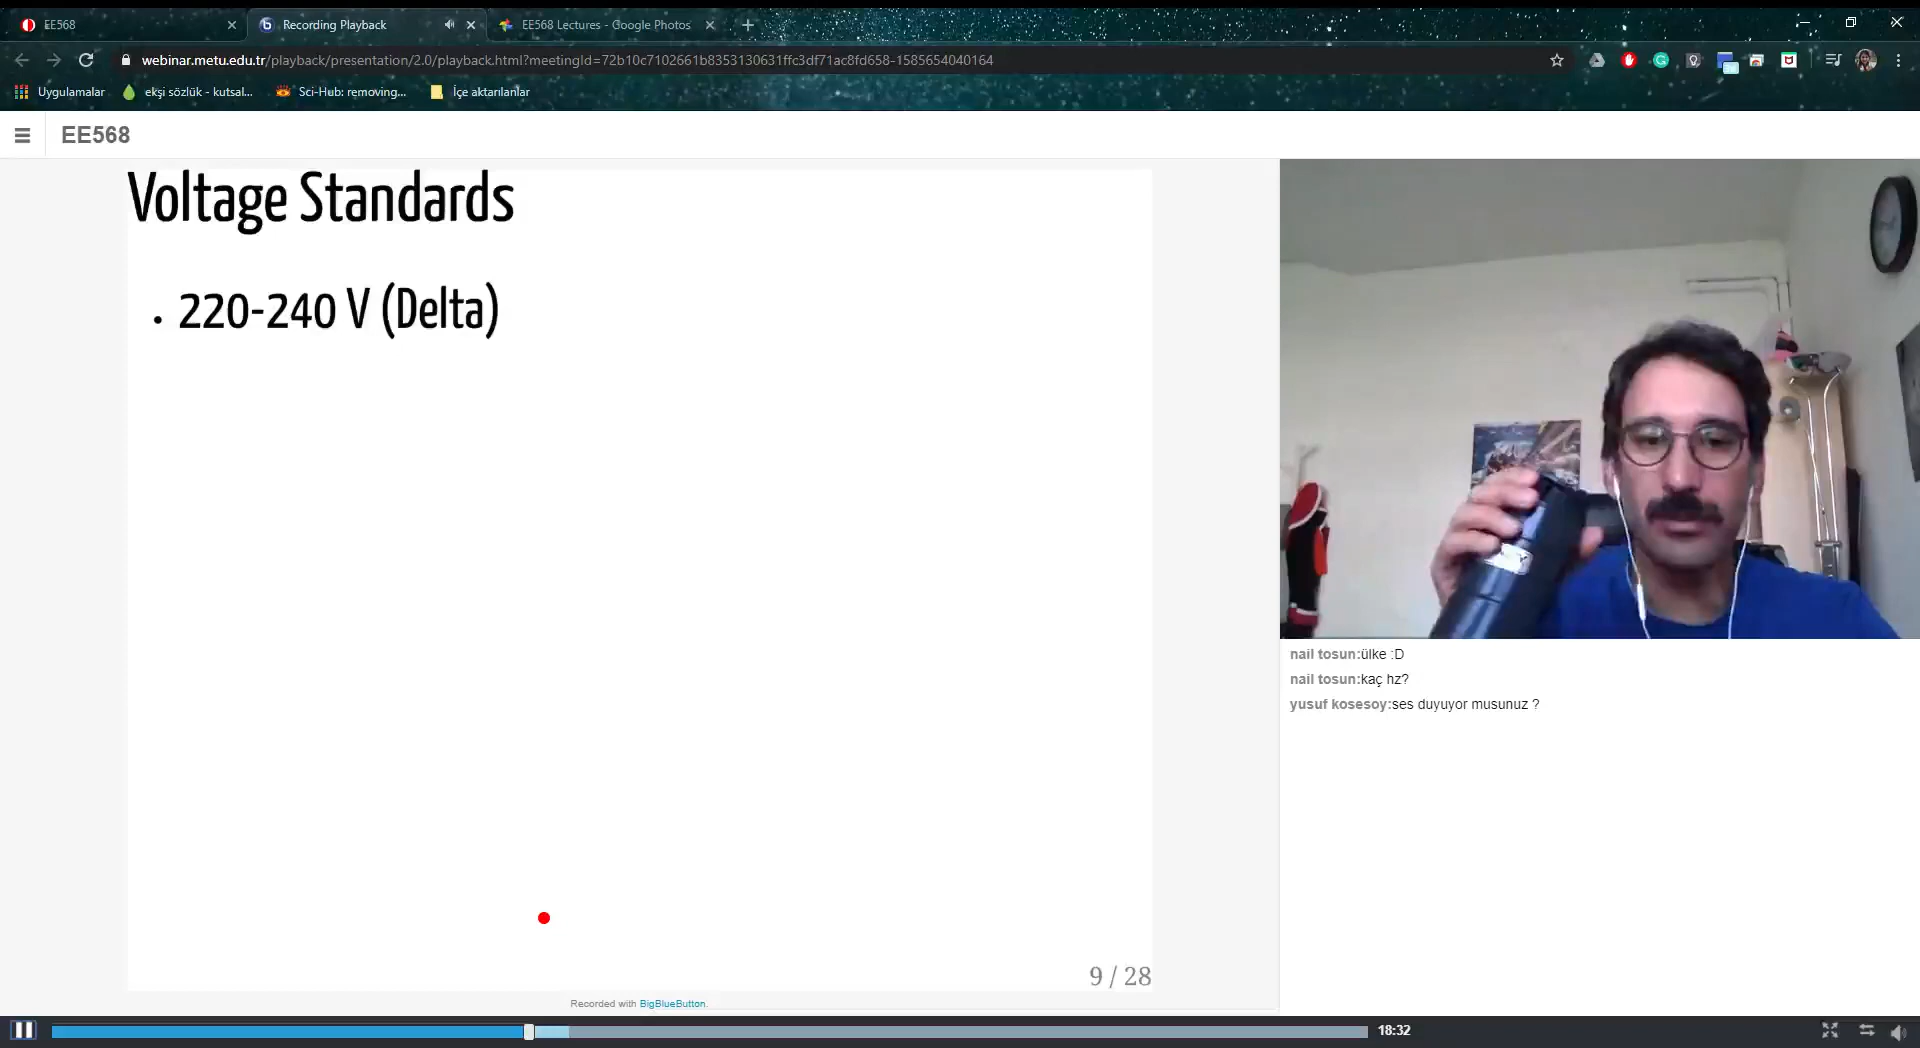 EE568
Recording Playback
EE568 Lectures - Google Photos
webinar.metu.edu.tr/playback/presentation/2.0/playback.html?meetingId=72b10c7102661b8353130631ffc3df71ac8fd658-1585654040164
Uygulamalar
ekşi sözlük - kutsal...
Sci-Hub: removing...
İçe aktarılanlar
EE568
Voltage Standards
• 220-240 V (Delta)
9 / 28
Recorded with BigBlueButton.
nail tosun:ülke :D
nail tosun:kaç hz?
yusuf kosesoy:ses duyuyor musunuz ?
18:32